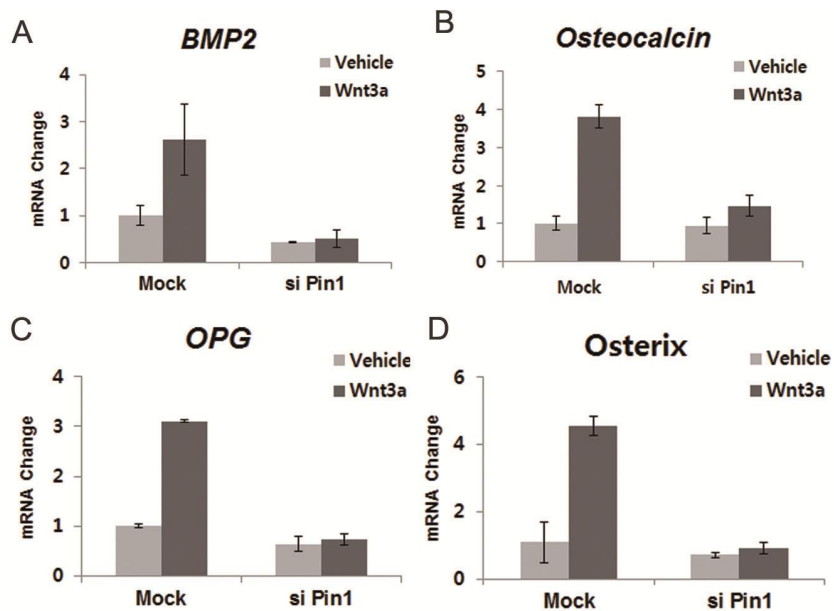 A
BMP2
Vehicle
Wnt3a
mRNA Change
4
3
2
1
0
Mock
si Pin1
B
Osteocalcin
Vehicle
Wnt3a
mRNA Change
5
4
3
2
1
0
Mock
si Pin1
C
OPG
Vehicle
Wnt3a
mRNA Change
4
3
2
1
0
Mock
si Pin1
D
Osterix
Vehicle
Wnt3a
mRNA Change
6
4
2
0
Mock
si Pin1